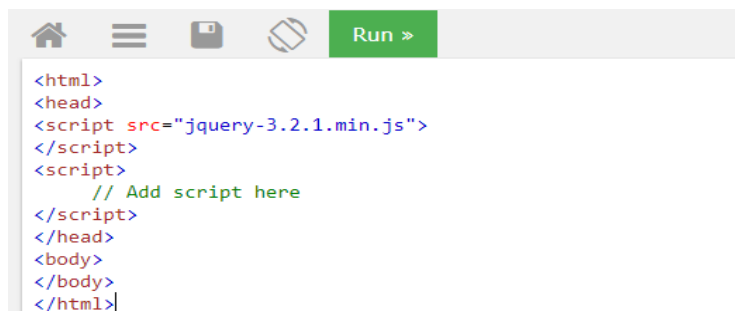 Run »
<html>
<head>
<script src="jquery-3.2.1.min.js">
</script>
<script>
// Add script here
</script>
</head>
<body>
</body>
</html>